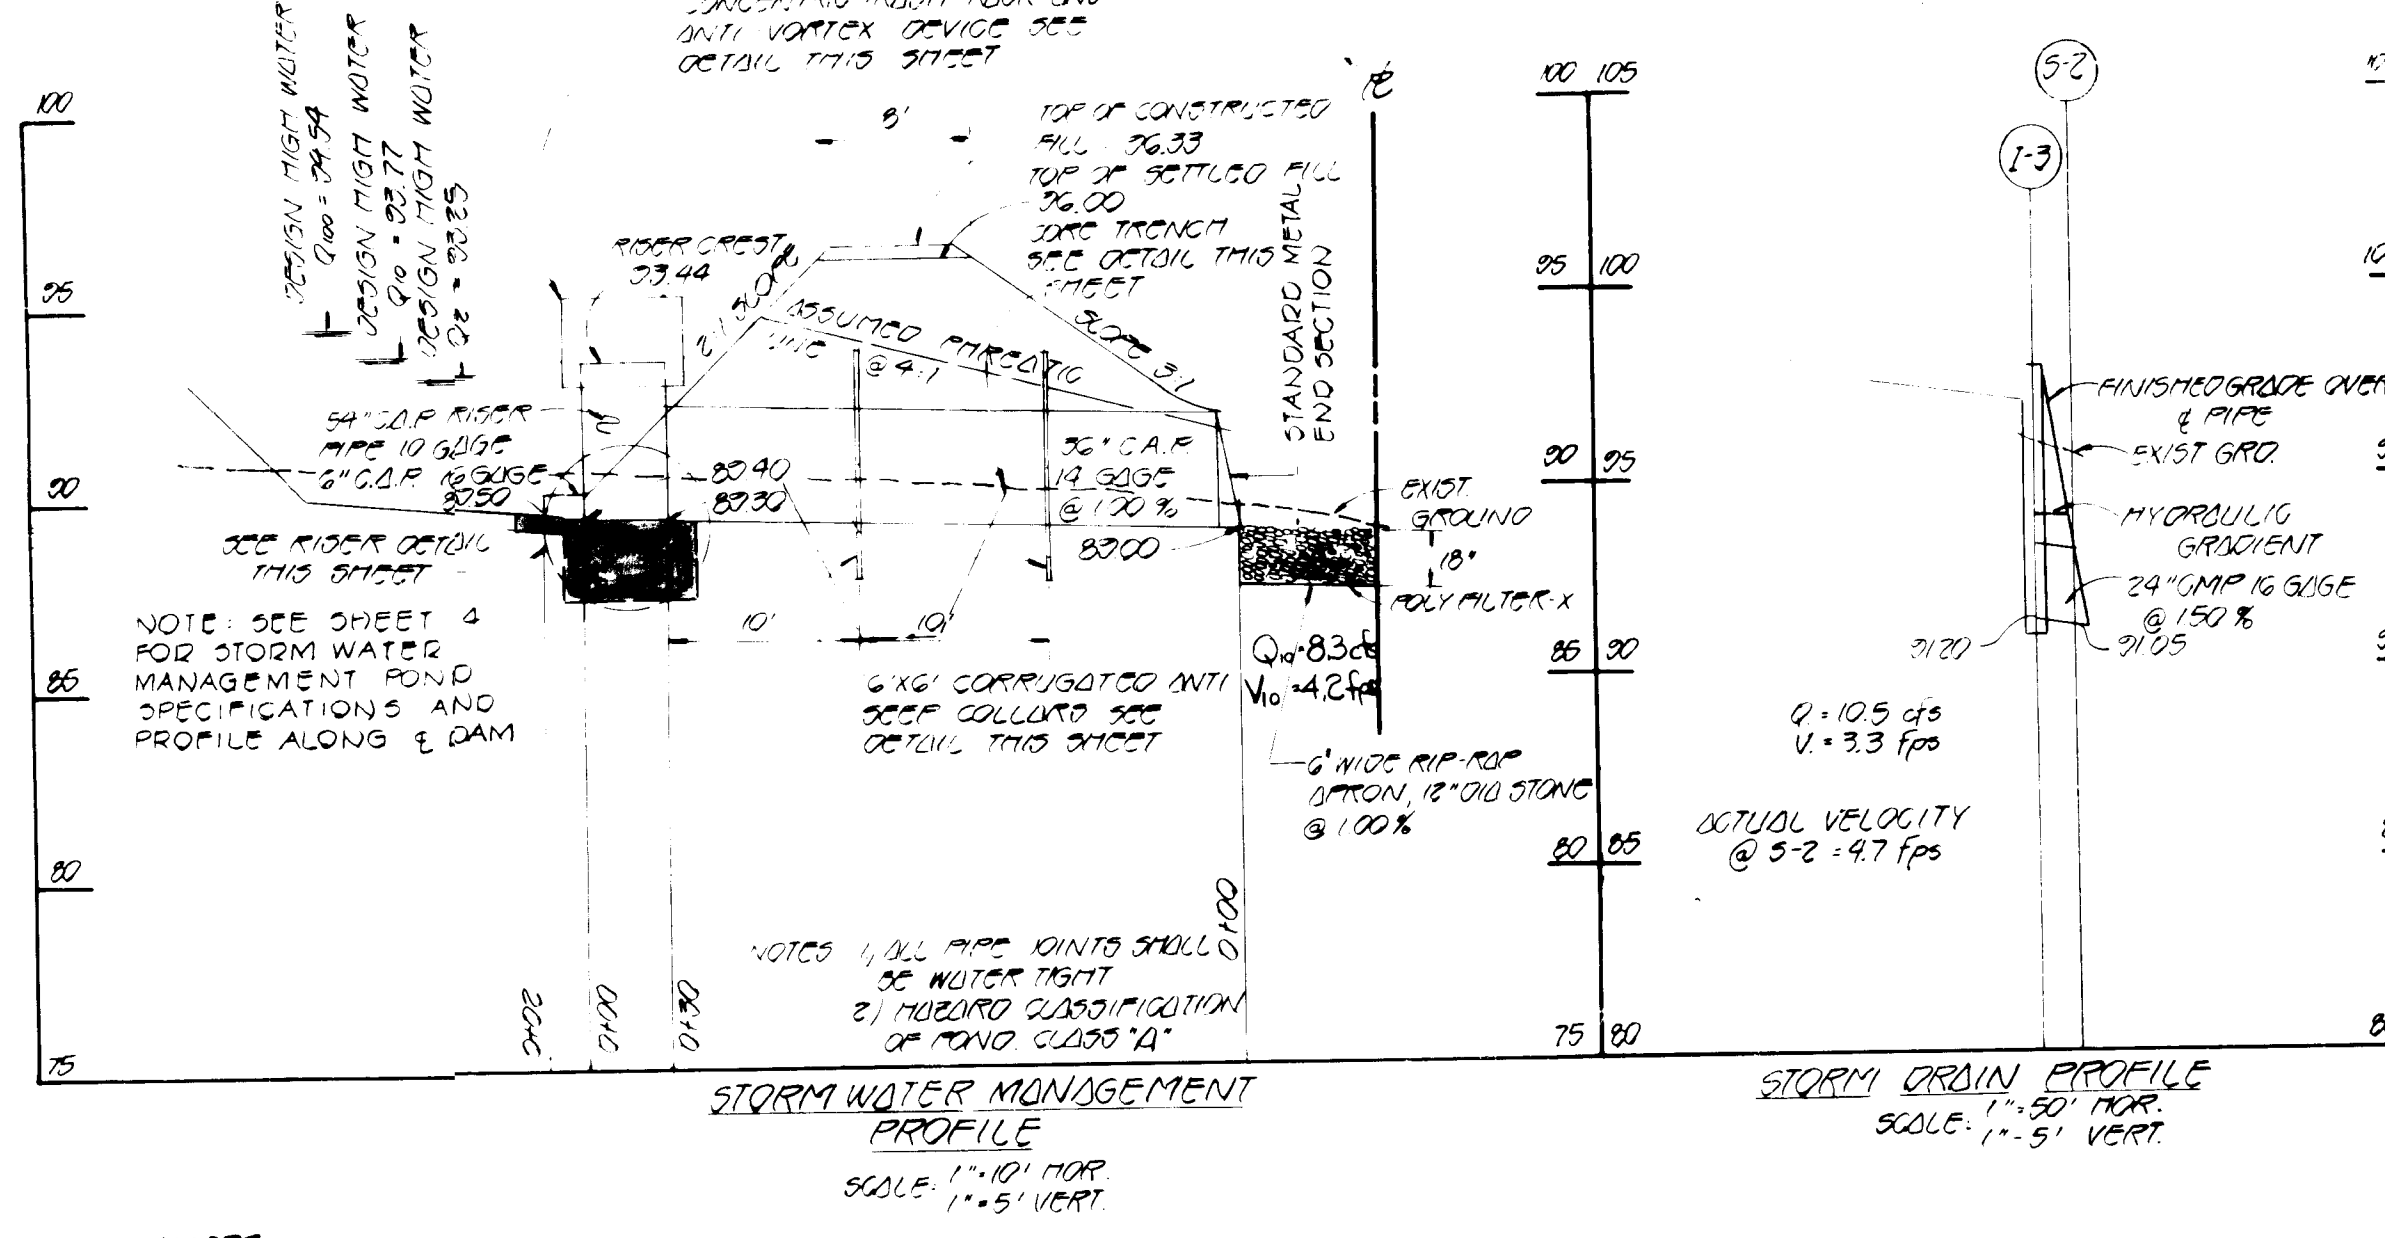 ANTI VORTEX DEVICE SEE
DETAIL THIS SHEET
DESIGN HIGH WATER
Q100 = 94.54
DESIGN HIGH WATER
Q10 = 93.77
DESIGN HIGH WATER
Q2 = 93.25
100
95
90
85
80
75
8'
TOP OF CONSTRUCTED
FILL 96.33
TOP OF SETTLED FILL
96.00
CORE TRENCH
SEE DETAIL THIS
SHEET
RISER CREST
93.44
2:1 SLOPE
ASSUMED PHREATIC
LINE @ 4:1
SLOPE 3:1
STANDARD METAL
END SECTION
54" C.A.P. RISER
PIPE 10 GAGE
6" C.A.P. 16 GAGE
89.50
89.40
89.30
36" C.A.P.
14 GAGE
@ 1.00 %
89.00
EXIST.
GROUND
18"
POLY FILTER-X
SEE RISER DETAIL
THIS SHEET
NOTE: SEE SHEET 4
FOR STORM WATER
MANAGEMENT POND
SPECIFICATIONS AND
PROFILE ALONG ℄ DAM
10'
10'
6'X6' CORRUGATED ANTI
SEEP COLLARS SEE
DETAIL THIS SHEET
Q10=8.3cfs
V10=4.2fps
6' WIDE RIP-RAP
APRON, 12" DIA STONE
@ 1.00%
NOTES 1) ALL PIPE JOINTS SHALL
BE WATER TIGHT
2) HAZARD CLASSIFICATION
OF POND. CLASS "A"
0+00
0+30
0+00
STORM WATER MANAGEMENT
PROFILE
SCALE: 1"=10' HOR.
1"=5' VERT.
100 105
95 100
90 95
85 90
80 85
75 80
S-2
I-3
FINISHED GRADE OVER
℄ PIPE
EXIST GRD.
HYDRAULIC
GRADIENT
24" CMP 16 GAGE
@ 1.50 %
91.20
91.05
Q = 10.5 cfs
V = 3.3 fps
ACTUAL VELOCITY
@ S-2 = 4.7 fps
STORM DRAIN PROFILE
SCALE: 1"=50' HOR.
1"-5' VERT.